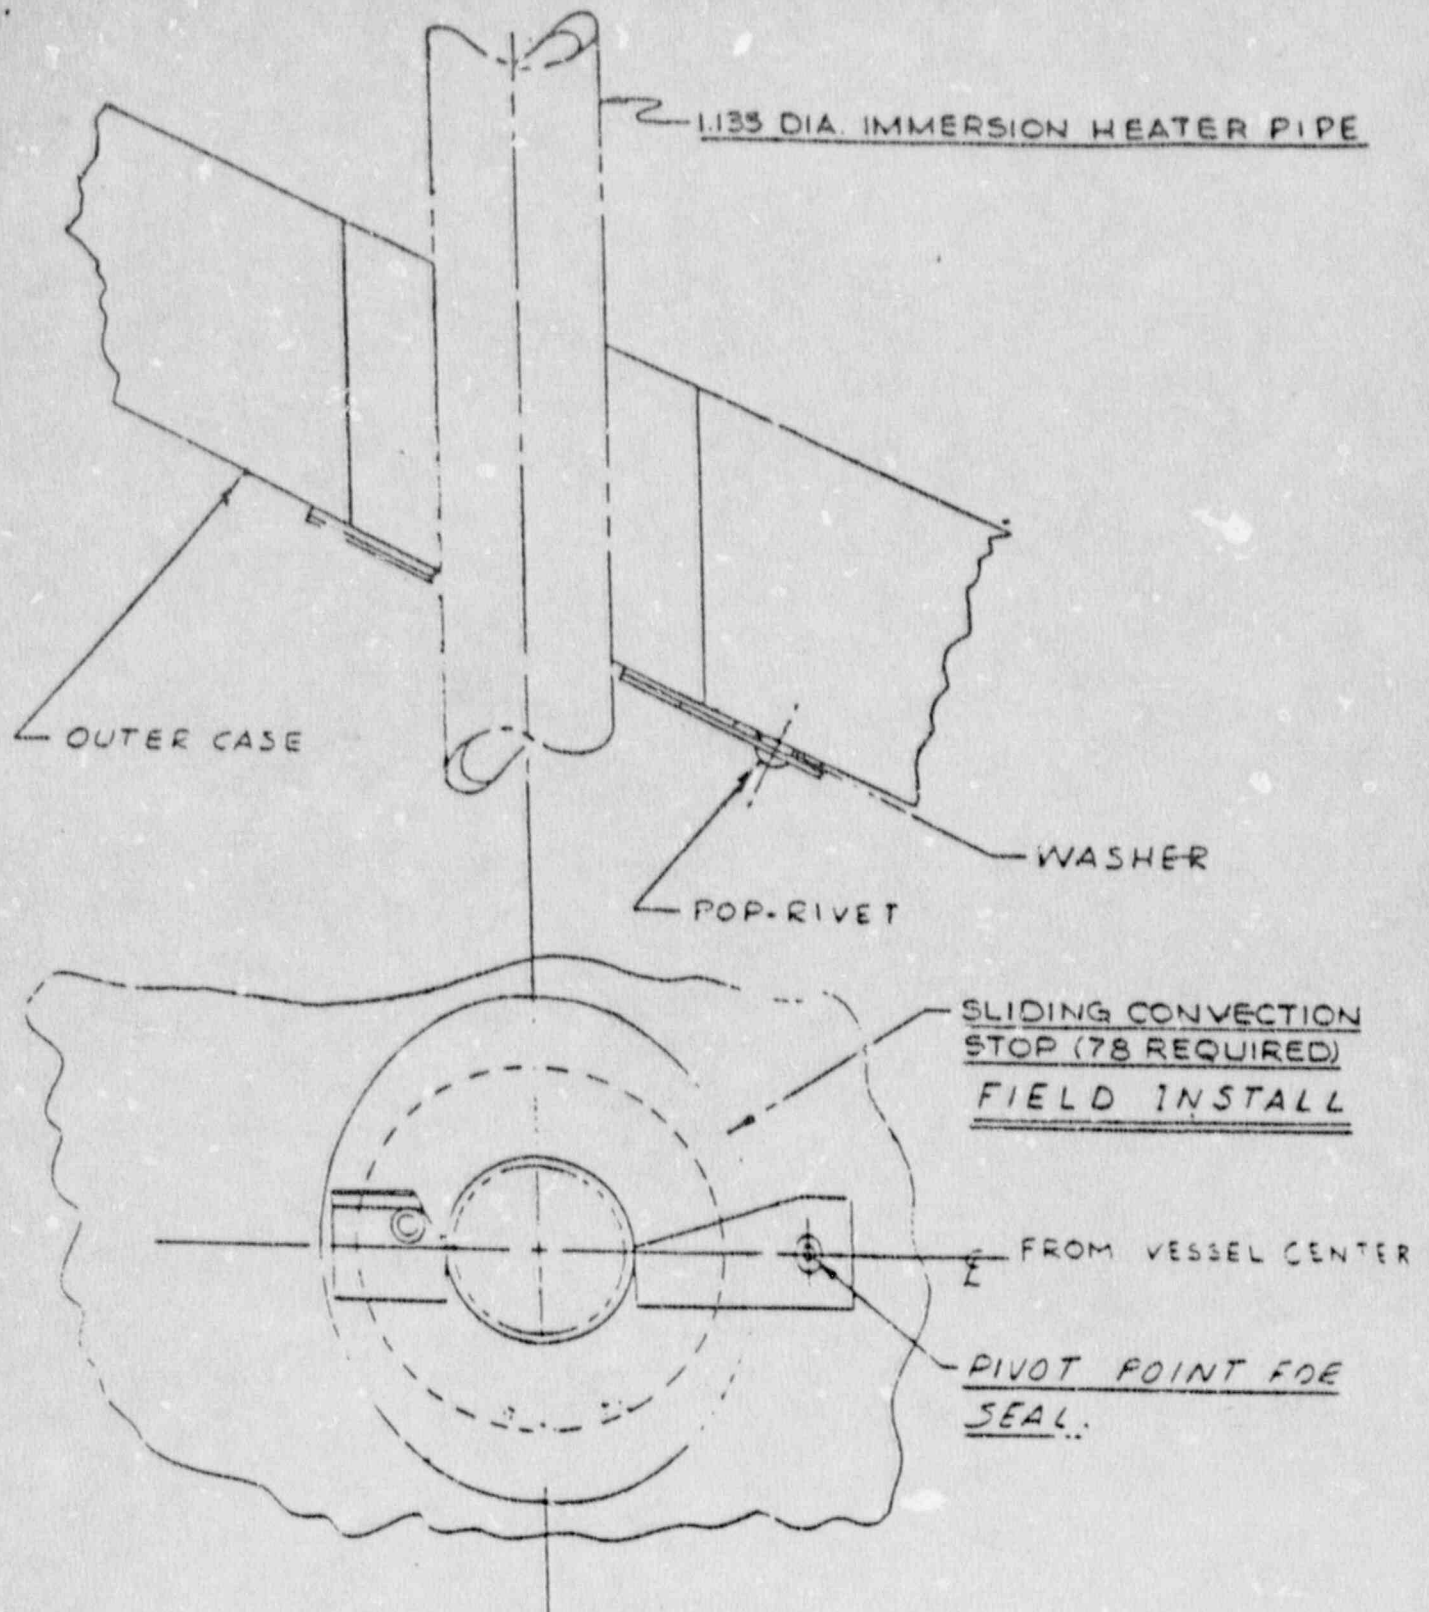 1.135 DIA. IMMERSION HEATER PIPE
OUTER CASE
WASHER
POP-RIVET
SLIDING CONVECTION
STOP (78 REQUIRED)
FIELD INSTALL
℄ FROM VESSEL CENTER
PIVOT POINT FOR
SEAL.